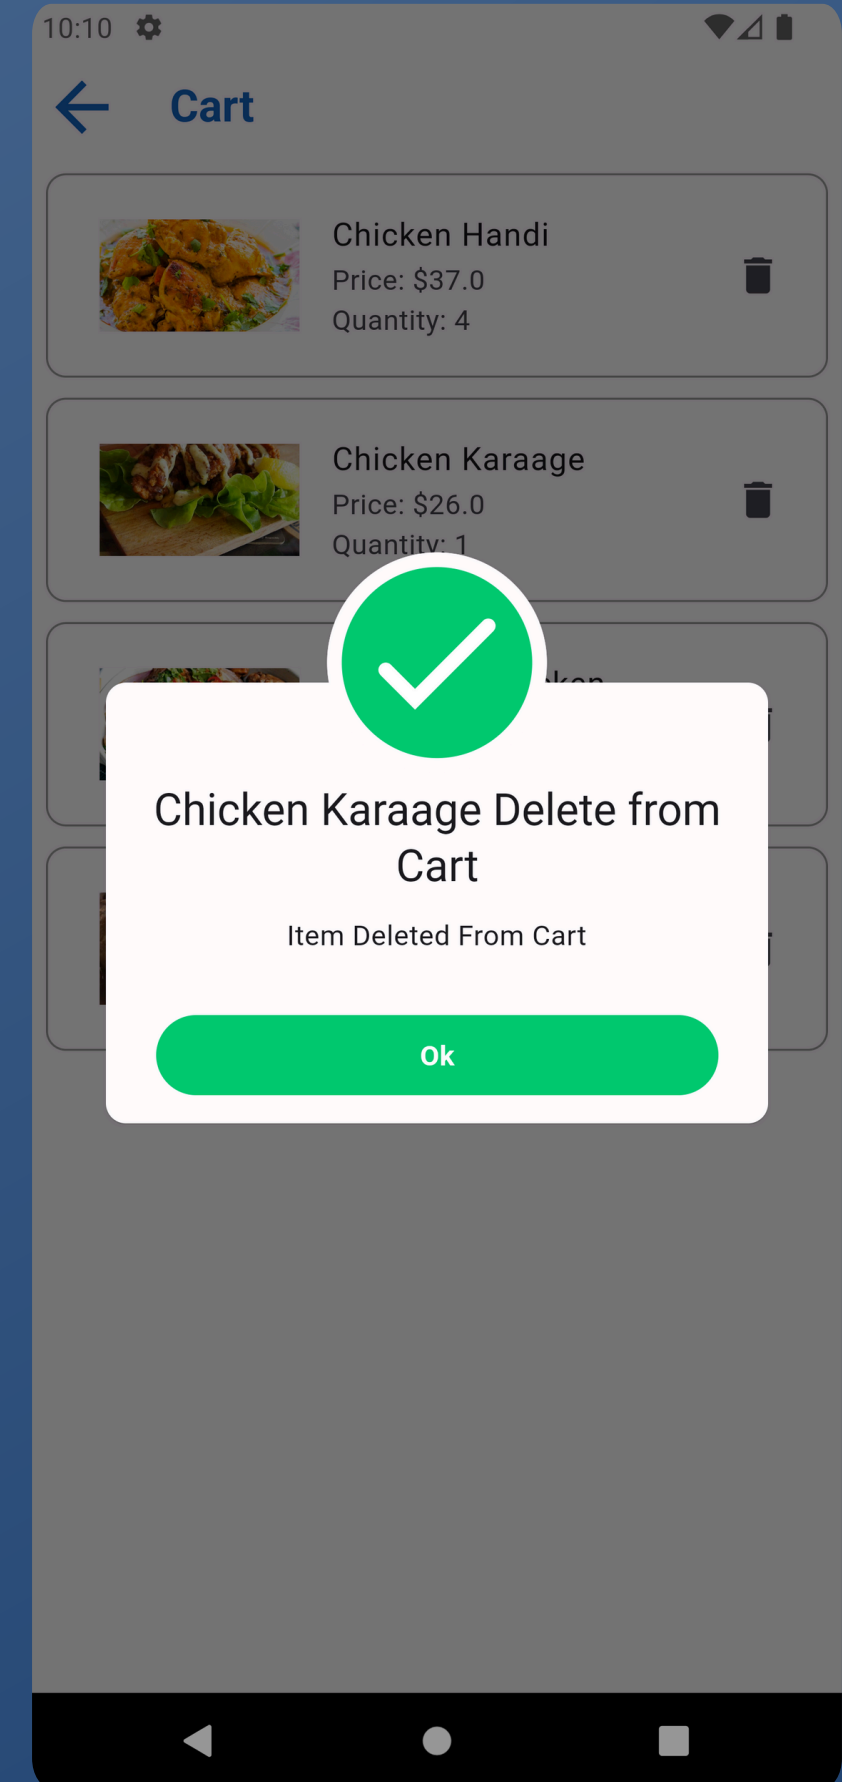 10:10
Cart
Chicken Handi
Price: $37.0
Quantity: 4
Chicken Karaage
Price: $26.0
Quantity: 1
Chicken Karaage Delete from
Cart
Item Deleted From Cart
Ok